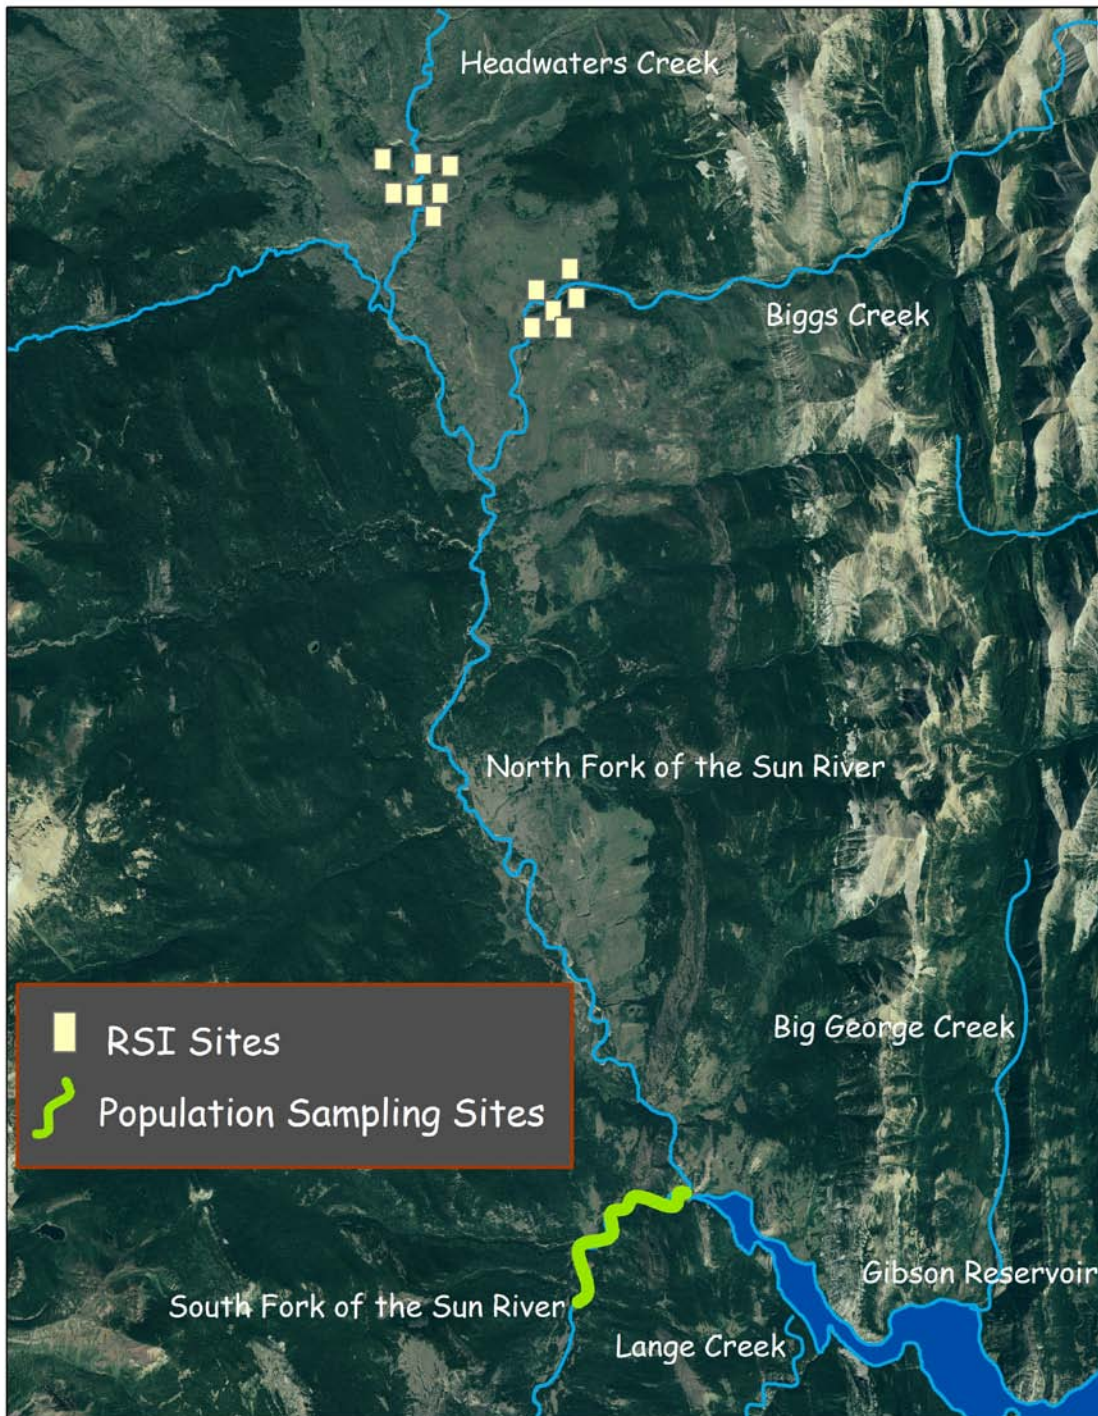 Headwaters Creek
Biggs Creek
North Fork of the Sun River
Big George Creek
RSI Sites
Population Sampling Sites
Gibson Reservoir
South Fork of the Sun River
Lange Creek